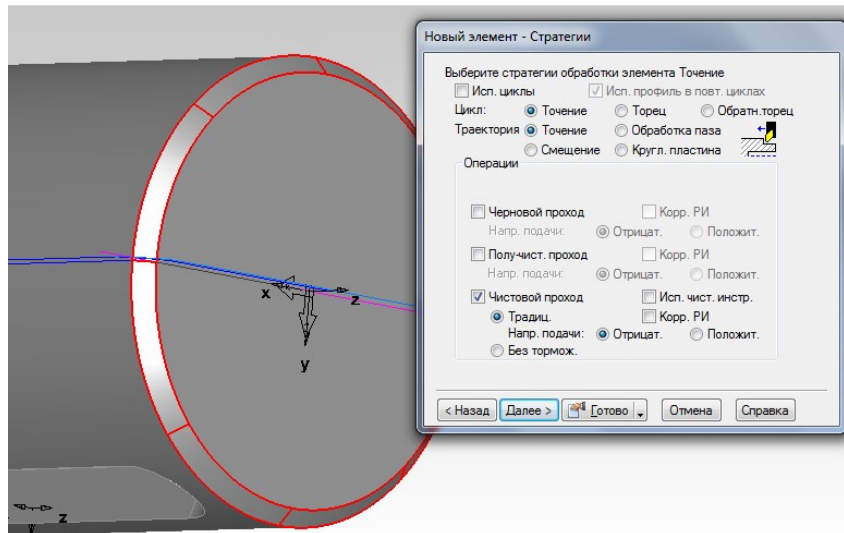 Новый элемент - Стратегии
Выберите стратегии обработки элемента Точение
Исп. циклы Исп. профиль в повт. циклах
Цикл: Точение Торец Обратн.торец
Траектория Точение Обработка паза
Смещение Кругл. пластина
Операции
Черновой проход Корр. РИ
Напр. подачи: Отрицат. Положит.
Получист. проход Корр. РИ
Напр. подачи: Отрицат. Положит.
Чистовой проход Исп. чист. инстр.
Традиц. Корр. РИ
Напр. подачи: Отрицат. Положит.
Без тормож.
< Назад Далее > Готово Отмена Справка
x z
y
z